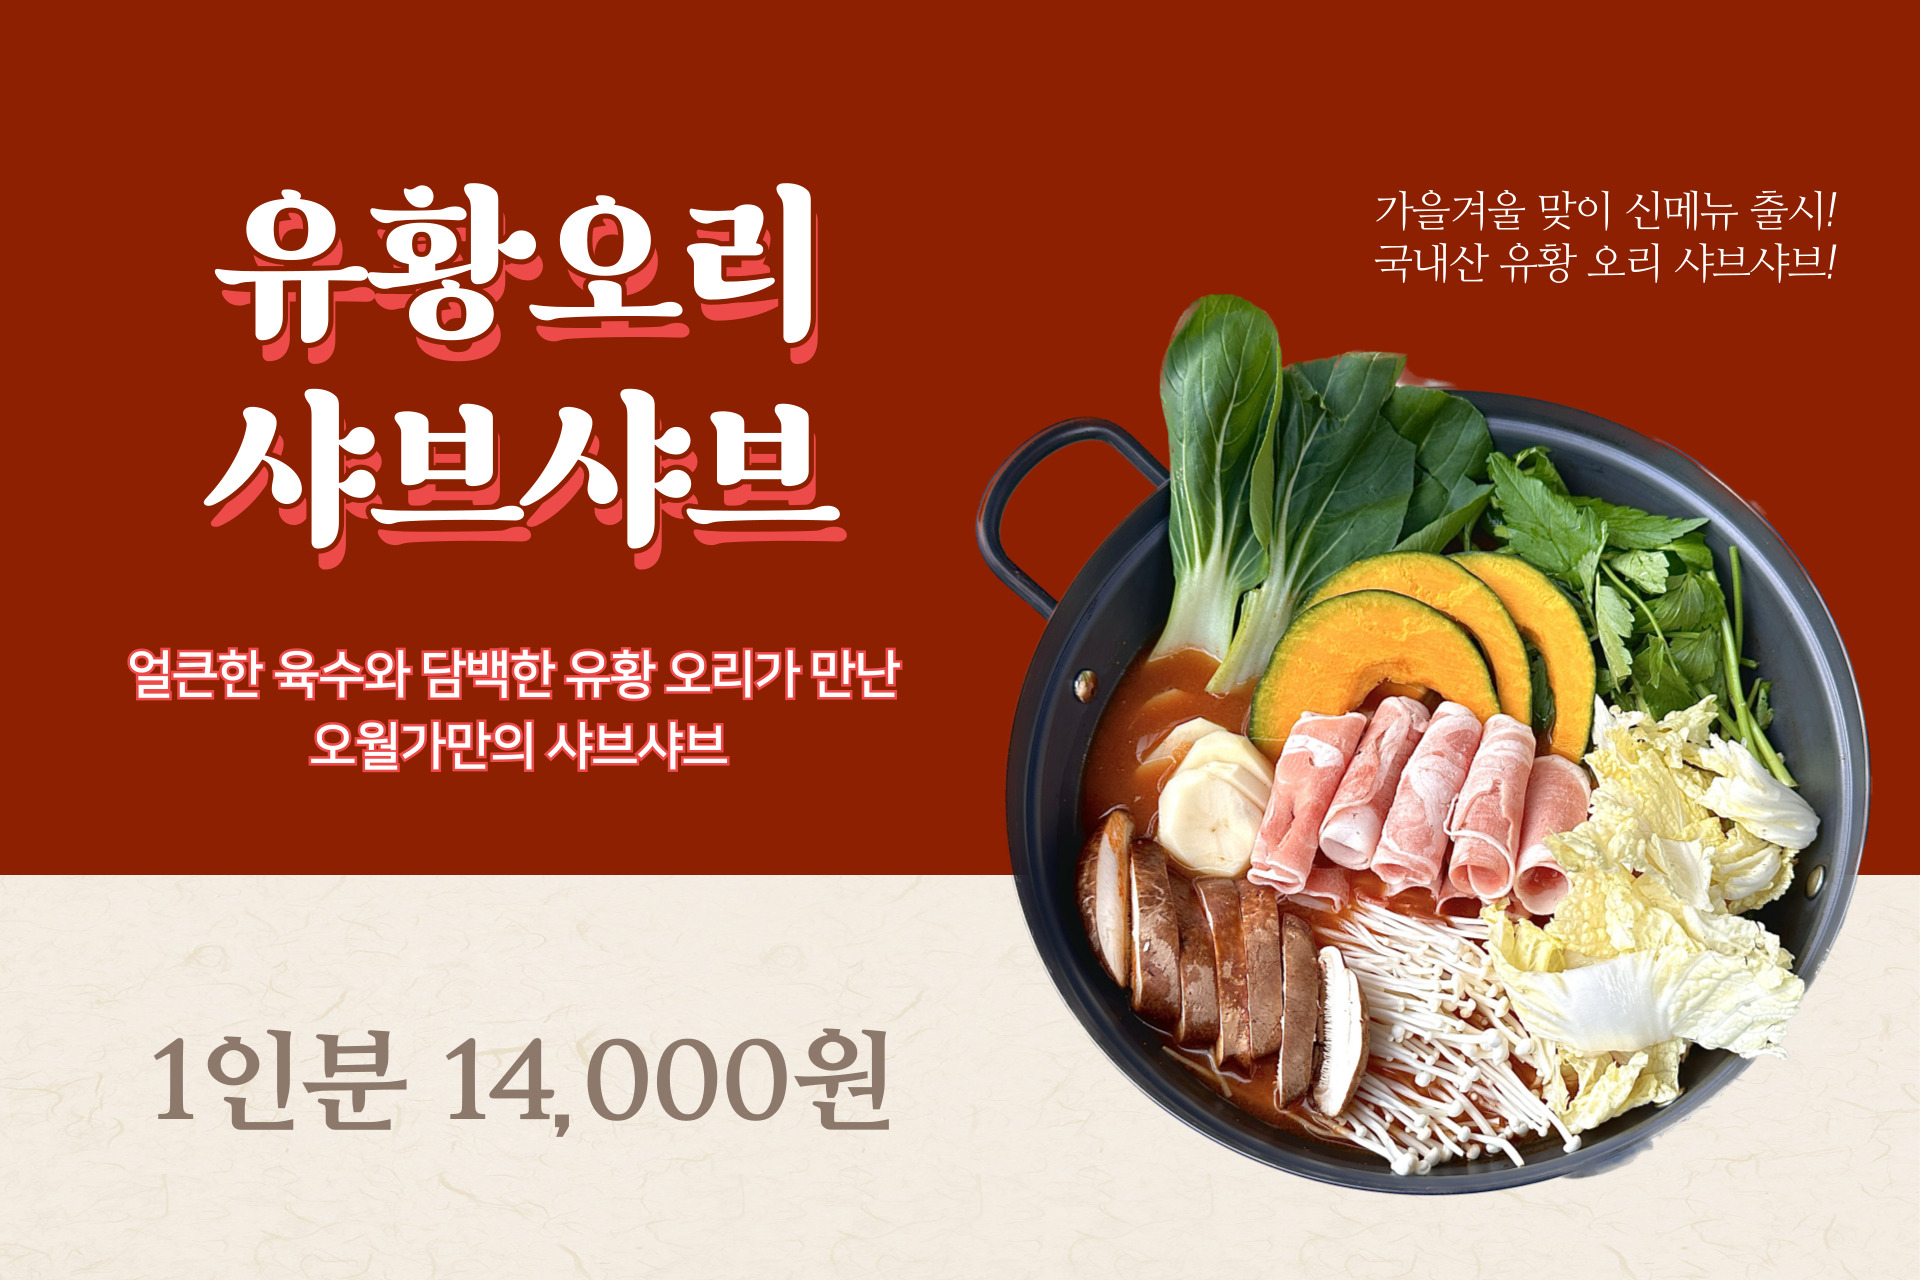 유황오리
샤브샤브
가을겨울 맞이 신메뉴 출시!
국내산 유황 오리 샤브샤브!
얼큰한 육수와 담백한 유황 오리가 만난
오월가만의 샤브샤브
1인분 14,000원